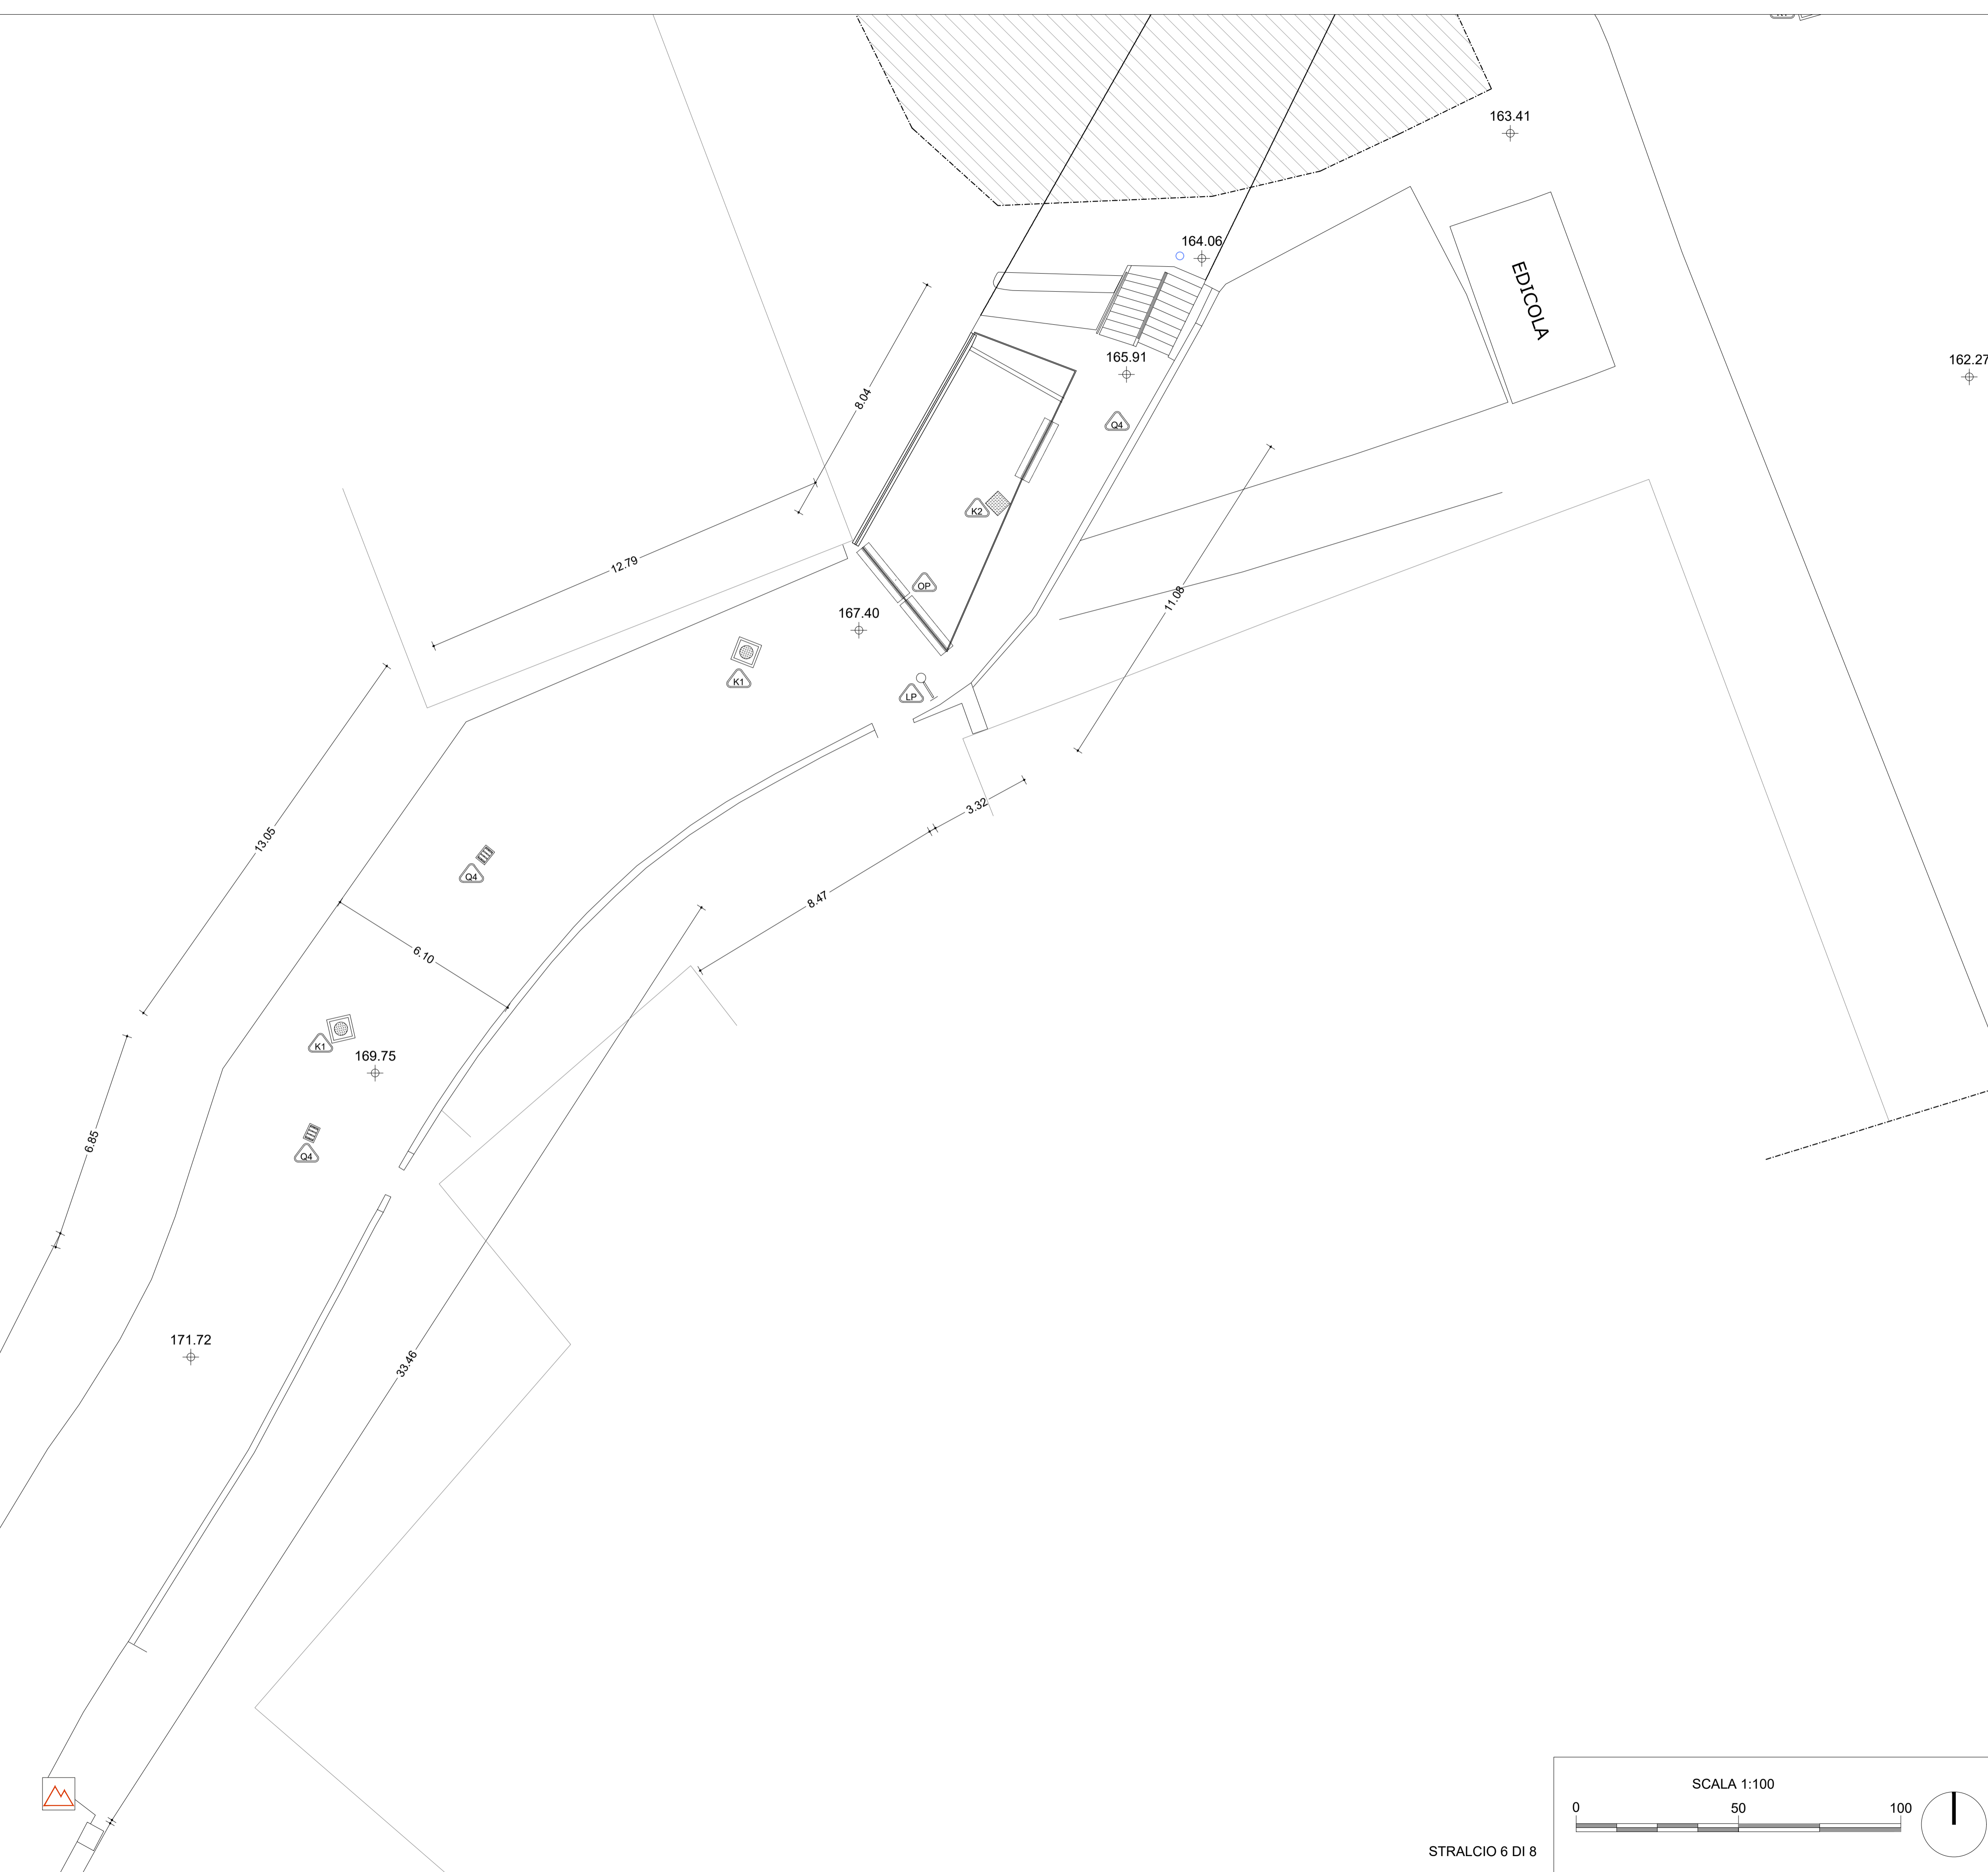 163.41
164.06
EDICOLA
165.91
162.27
8.04
Q4
K2
12.79
OP
11.08
167.40
K1
LP
3.32
13.05
Q4
8.47
6.10
K1
169.75
6.85
Q4
171.72
33.46
SCALA 1:100
0 50 100
STRALCIO 6 DI 8